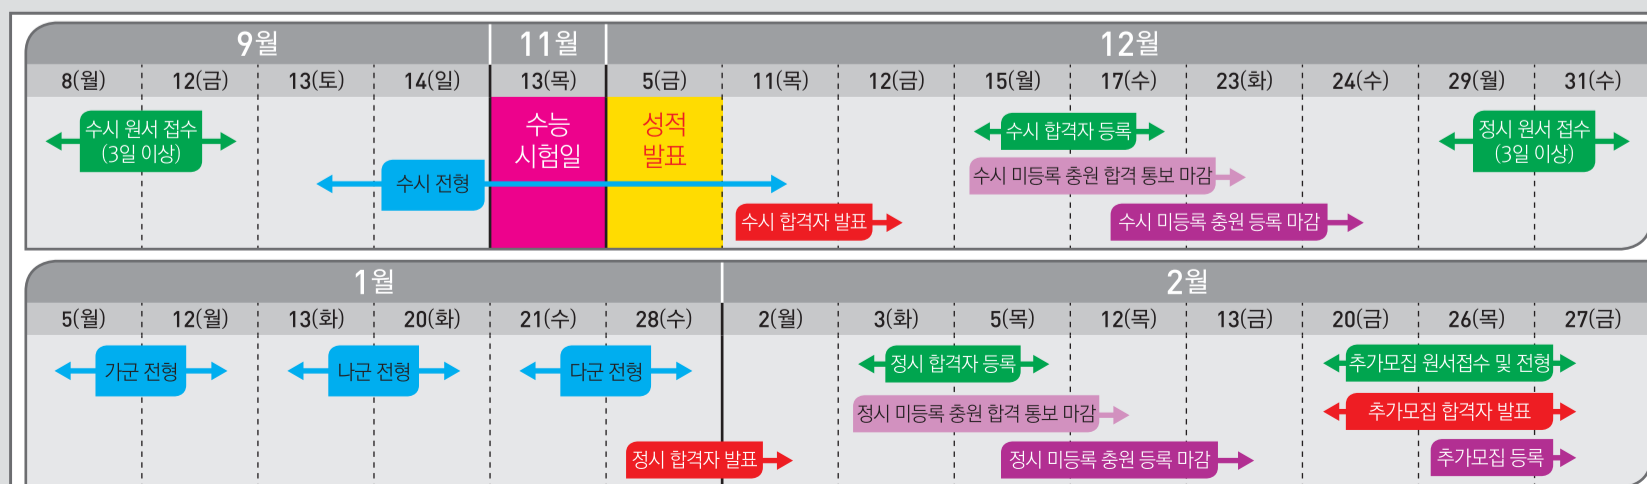 9월 11월 12월
8(월) 12(금) 13(토) 14(일) 13(목) 5(금) 11(목) 12(금) 15(월) 17(수) 23(화) 24(수) 29(월) 31(수)
수시 원서 접수
(3일 이상)
수시 전형
수능
시험일
성적
발표
수시 합격자 발표
수시 합격자 등록
수시 미등록 충원 합격 통보 마감
수시 미등록 충원 등록 마감
정시 원서 접수
(3일 이상)
1월 2월
5(월) 12(월) 13(화) 20(화) 21(수) 28(수) 2(월) 3(화) 5(목) 12(목) 13(금) 20(금) 26(목) 27(금)
가군 전형
나군 전형
다군 전형
정시 합격자 발표
정시 합격자 등록
정시 미등록 충원 합격 통보 마감
정시 미등록 충원 등록 마감
추가모집 원서접수 및 전형
추가모집 합격자 발표
추가모집 등록